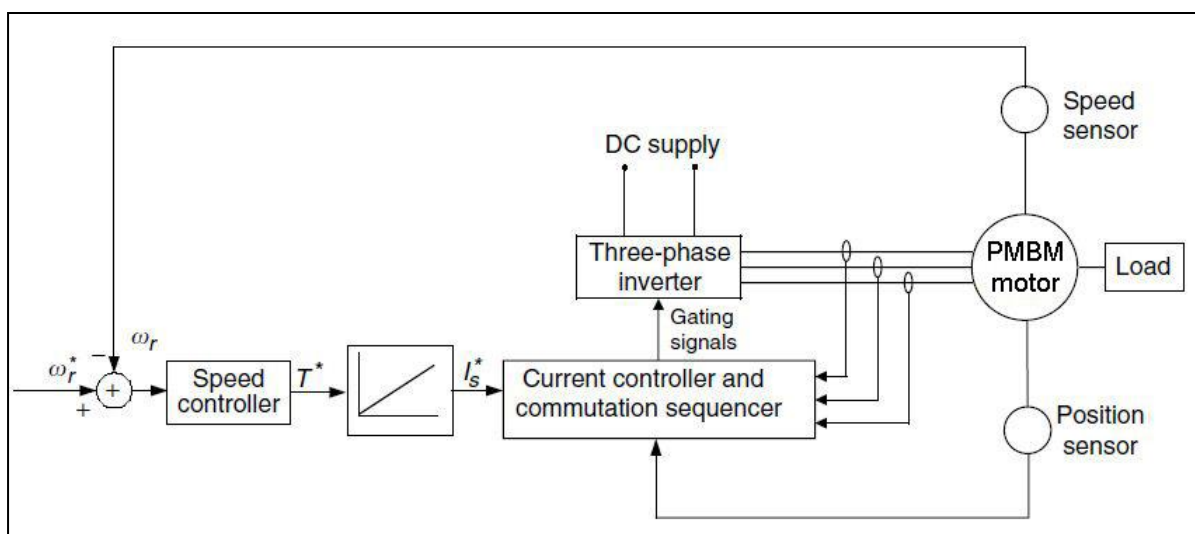 Speed
sensor
DC supply
Three-phase
inverter
PMBM
motor
Load
Gating
signals
ω_r
−
ω_r^*
+
+
Speed
controller
T^*
I_s^*
Current controller and
commutation sequencer
Position
sensor